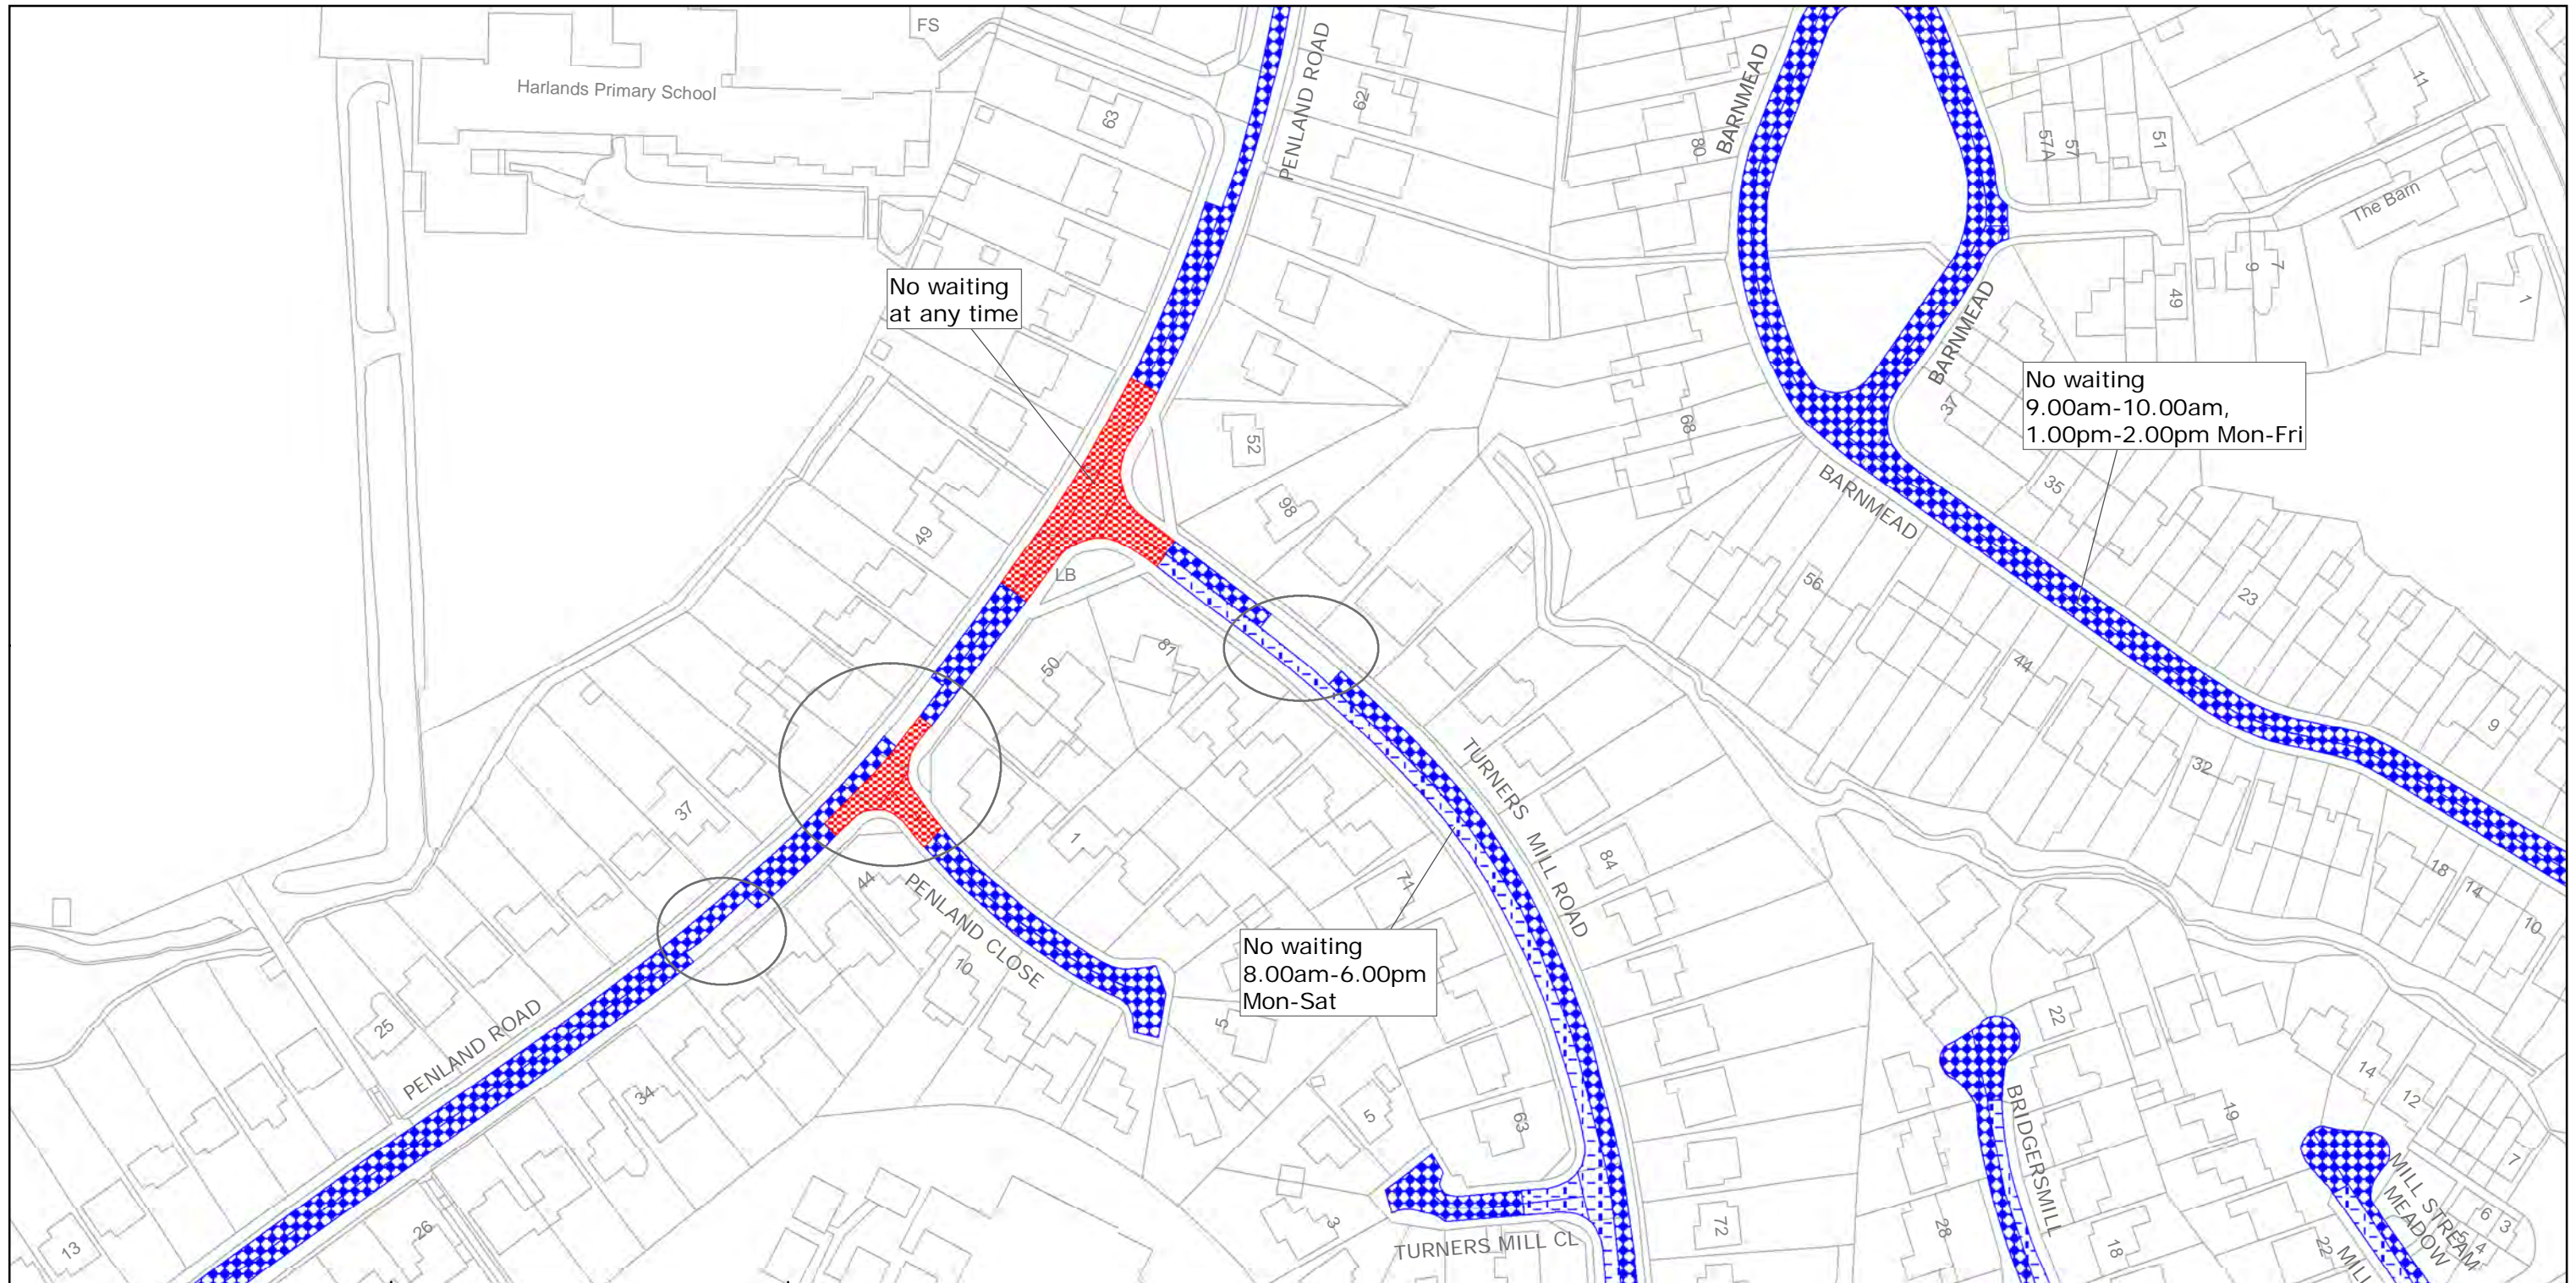 FS
Harlands Primary School
63
PENLAND ROAD
62
BARNMEAD
80
57A
57
51
11
The Barn
9
7
1
49
No waiting
at any time
BARNMEAD
37
No waiting
9.00am-10.00am,
1.00pm-2.00pm Mon-Fri
52
68
35
98
49
BARNMEAD
LB
56
23
81
50
44
9
32
37
1
TURNERS MILL ROAD
84
18
14
10
71
44
PENLAND CLOSE
10
No waiting
8.00am-6.00pm
Mon-Sat
25
PENLAND ROAD
5
22
34
5
63
BRIDGERSMILL
19
14
12
7
MILL STREAM
MEADOW
6
3
5
4
13
26
3
TURNERS MILL CL
72
28
18
22
MILL